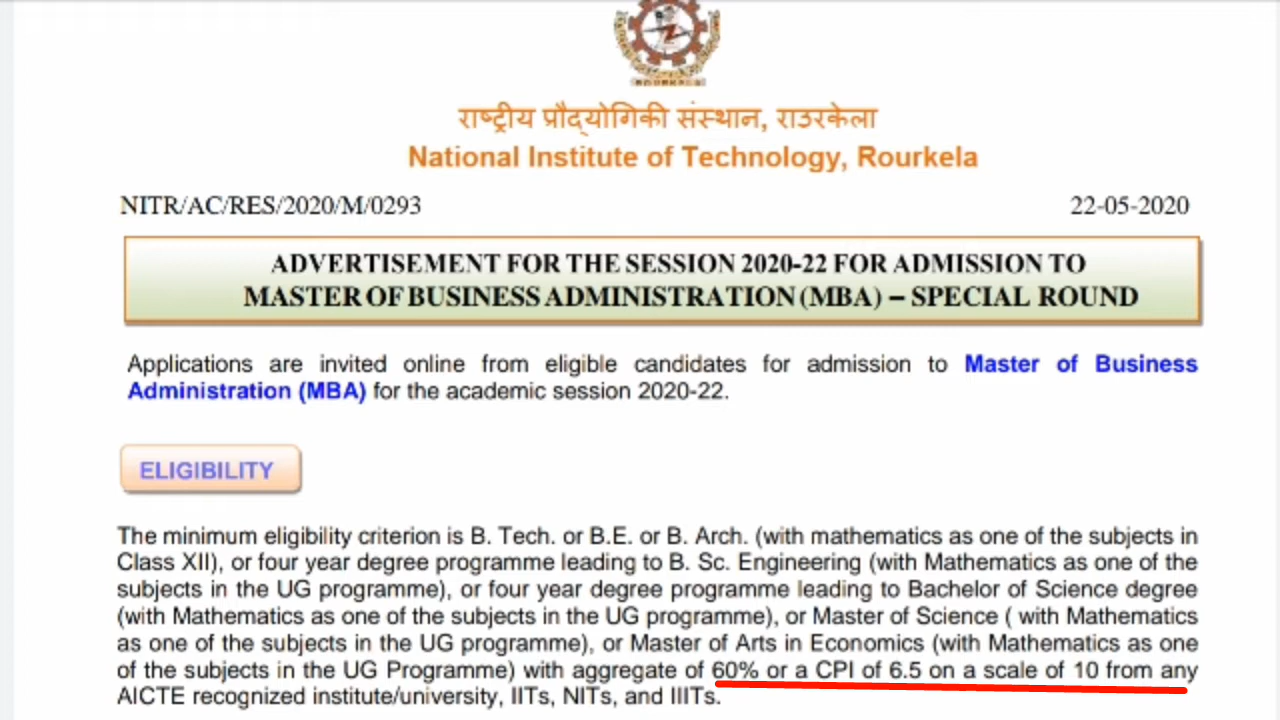 ROURKELA
राष्ट्रीय प्रौद्योगिकी संस्थान, राउरकेला
National Institute of Technology, Rourkela
NITR/AC/RES/2020/M/0293 22-05-2020
ADVERTISEMENT FOR THE SESSION 2020-22 FOR ADMISSION TO
MASTER OF BUSINESS ADMINISTRATION (MBA) – SPECIAL ROUND
Applications are invited online from eligible candidates for admission to Master of Business
Administration (MBA) for the academic session 2020-22.
ELIGIBILITY
The minimum eligibility criterion is B. Tech. or B.E. or B. Arch. (with mathematics as one of the subjects in
Class XII), or four year degree programme leading to B. Sc. Engineering (with Mathematics as one of the
subjects in the UG programme), or four year degree programme leading to Bachelor of Science degree
(with Mathematics as one of the subjects in the UG programme), or Master of Science ( with Mathematics
as one of the subjects in the UG programme), or Master of Arts in Economics (with Mathematics as one
of the subjects in the UG Programme) with aggregate of 60% or a CPI of 6.5 on a scale of 10 from any
AICTE recognized institute/university, IITs, NITs, and IIITs.